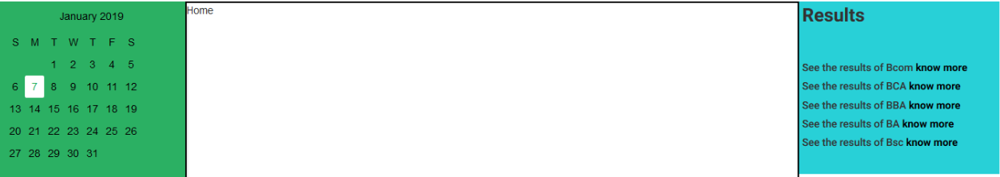 January 2019
S M T W T F S
1 2 3 4 5
6 7 8 9 10 11 12
13 14 15 16 17 18 19
20 21 22 23 24 25 26
27 28 29 30 31
Home
Results
See the results of Bcom know more
See the results of BCA know more
See the results of BBA know more
See the results of BA know more
See the results of Bsc know more